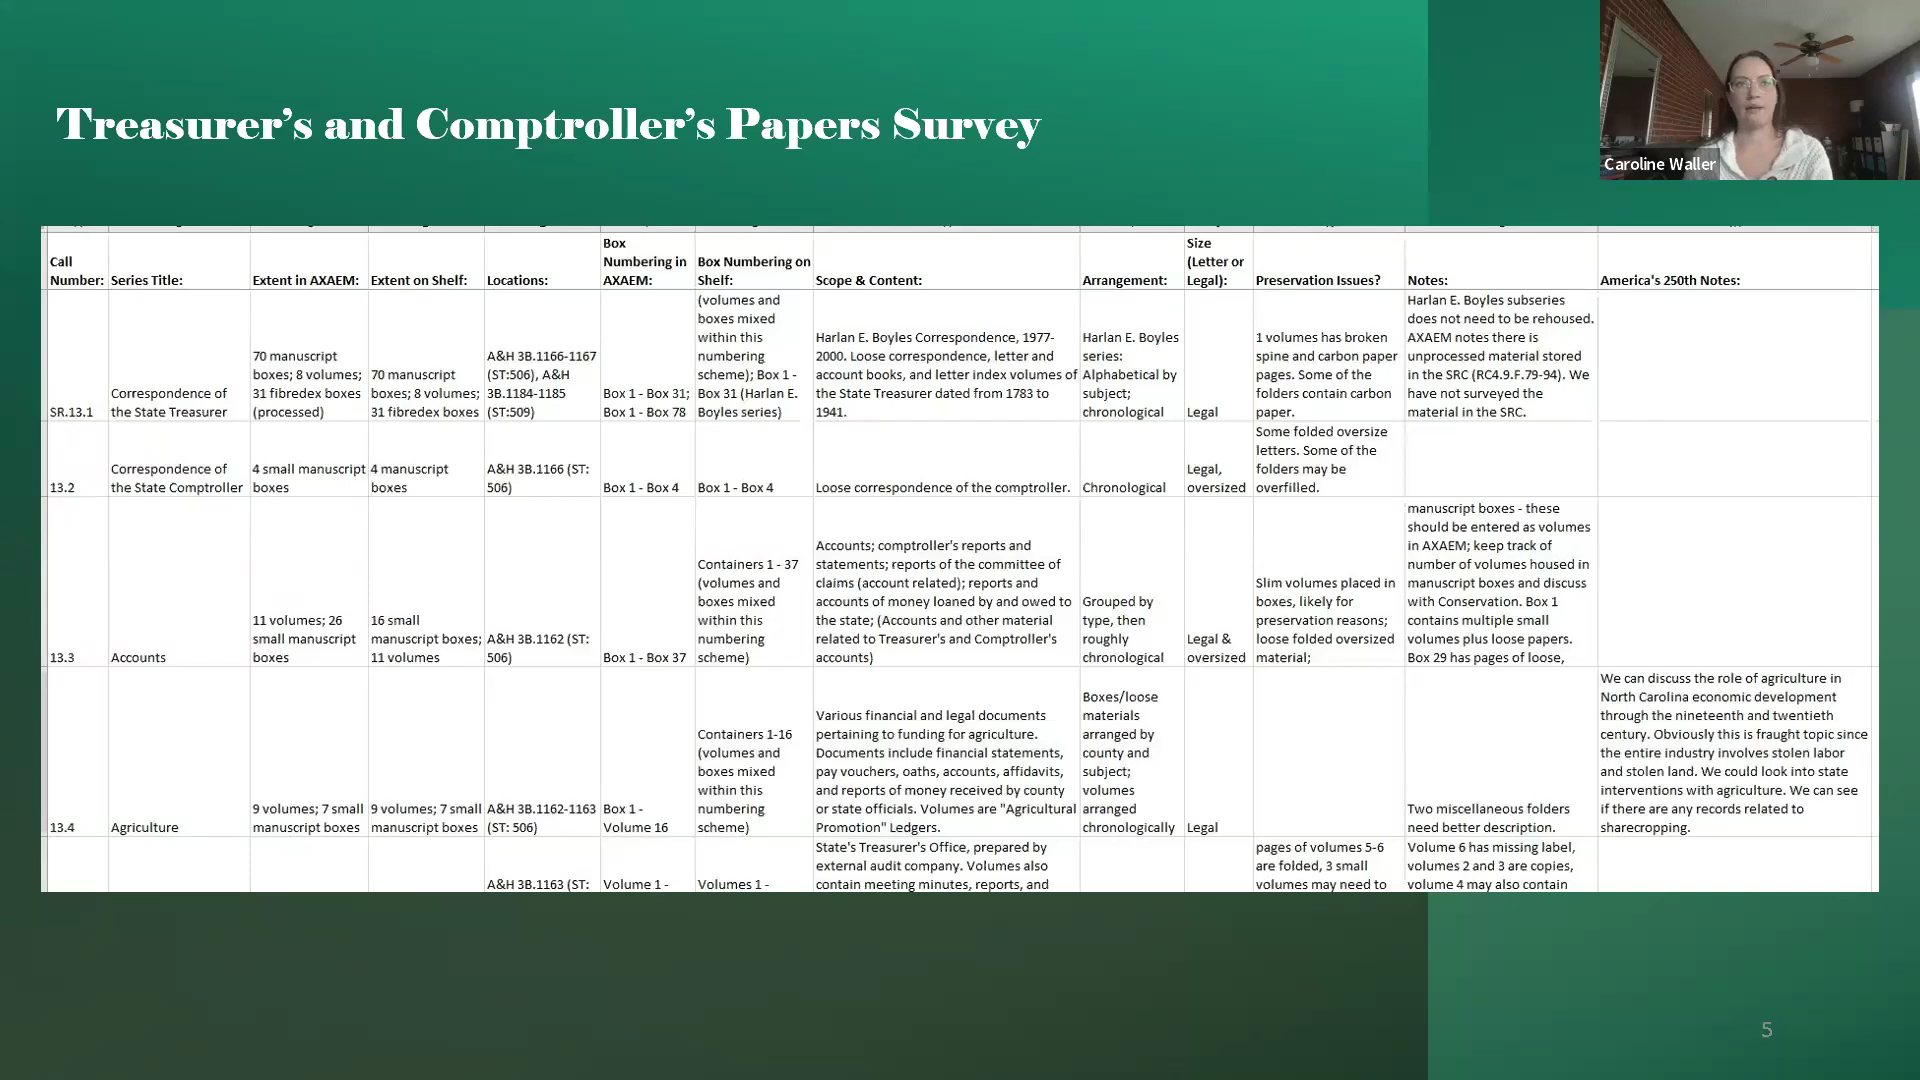 Treasurer's and Comptroller's Papers Survey
Caroline Waller
Call
Number:
Series Title:
Extent in AXAEM:
Extent on Shelf:
Locations:
Box
Numbering in
AXAEM:
Box Numbering on
Shelf:
Scope & Content:
Arrangement:
Size
(Letter or
Legal):
Preservation Issues?
Notes:
America's 250th Notes:
SR.13.1
Correspondence of
the State Treasurer
70 manuscript
boxes; 8 volumes;
31 fibredex boxes
(processed)
70 manuscript
boxes; 8 volumes;
31 fibredex boxes
A&H 3B.1166-1167
(ST:506), A&H
3B.1184-1185
(ST:509)
Box 1 - Box 31;
Box 1 - Box 78
(volumes and
boxes mixed
within this
numbering
scheme); Box 1 -
Box 31 (Harlan E.
Boyles series)
Harlan E. Boyles Correspondence, 1977-
2000. Loose correspondence, letter and
account books, and letter index volumes of
the State Treasurer dated from 1783 to
1941.
Harlan E. Boyles
series:
Alphabetical by
subject;
chronological
Legal
1 volumes has broken
spine and carbon paper
pages. Some of the
folders contain carbon
paper.
Harlan E. Boyles subseries
does not need to be rehoused.
AXAEM notes there is
unprocessed material stored
in the SRC (RC4.9.F.79-94). We
have not surveyed the
material in the SRC.
13.2
Correspondence of
the State Comptroller
4 small manuscript
boxes
4 manuscript
boxes
A&H 3B.1166 (ST:
506)
Box 1 - Box 4
Box 1 - Box 4
Loose correspondence of the comptroller.
Chronological
Legal,
oversized
Some folded oversize
letters. Some of the
folders may be
overfilled.
13.3
Accounts
11 volumes; 26
small manuscript
boxes
16 small
manuscript boxes;
11 volumes
A&H 3B.1162 (ST:
506)
Box 1 - Box 37
Containers 1 - 37
(volumes and
boxes mixed
within this
numbering
scheme)
Accounts; comptroller's reports and
statements; reports of the committee of
claims (account related); reports and
accounts of money loaned by and owed to
the state; (Accounts and other material
related to Treasurer's and Comptroller's
accounts)
Grouped by
type, then
roughly
chronological
Legal &
oversized
Slim volumes placed in
boxes, likely for
preservation reasons;
loose folded oversized
material;
manuscript boxes - these
should be entered as volumes
in AXAEM; keep track of
number of volumes housed in
manuscript boxes and discuss
with Conservation. Box 1
contains multiple small
volumes plus loose papers.
Box 29 has pages of loose,
13.4
Agriculture
9 volumes; 7 small
manuscript boxes
9 volumes; 7 small
manuscript boxes
A&H 3B.1162-1163
(ST: 506)
Box 1 -
Volume 16
Containers 1-16
(volumes and
boxes mixed
within this
numbering
scheme)
Various financial and legal documents
pertaining to funding for agriculture.
Documents include financial statements,
pay vouchers, oaths, accounts, affidavits,
and reports of money received by county
or state officials. Volumes are "Agricultural
Promotion" Ledgers.
Boxes/loose
materials
arranged by
county and
subject;
volumes
arranged
chronologically
Legal
Two miscellaneous folders
need better description.
We can discuss the role of agriculture in
North Carolina economic development
through the nineteenth and twentieth
century. Obviously this is fraught topic since
the entire industry involves stolen labor
and stolen land. We could look into state
interventions with agriculture. We can see
if there are any records related to
sharecropping.
A&H 3B.1163 (ST:
Volume 1 -
Volumes 1 -
State's Treasurer's Office, prepared by
external audit company. Volumes also
contain meeting minutes, reports, and
pages of volumes 5-6
are folded, 3 small
volumes may need to
Volume 6 has missing label,
volumes 2 and 3 are copies,
volume 4 may also contain
5